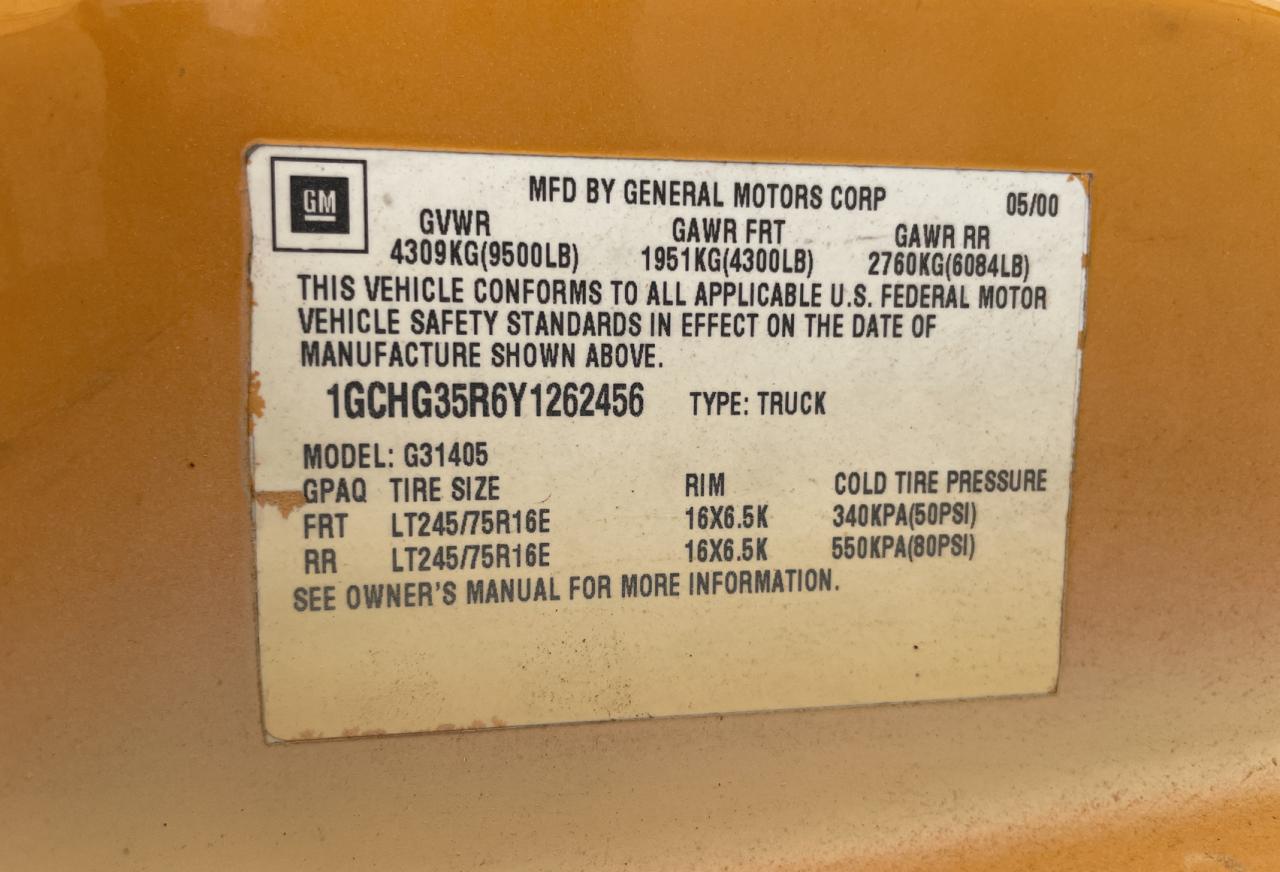 GM
MFD BY GENERAL MOTORS CORP 05/00
GVWR GAWR FRT GAWR RR
4309KG(9500LB) 1951KG(4300LB) 2760KG(6084LB)
THIS VEHICLE CONFORMS TO ALL APPLICABLE U.S. FEDERAL MOTOR
VEHICLE SAFETY STANDARDS IN EFFECT ON THE DATE OF
MANUFACTURE SHOWN ABOVE.
1GCHG35R6Y1262456 TYPE: TRUCK
MODEL: G31405
GPAQ TIRE SIZE RIM COLD TIRE PRESSURE
FRT LT245/75R16E 16X6.5K 340KPA(50PSI)
RR LT245/75R16E 16X6.5K 550KPA(80PSI)
SEE OWNER'S MANUAL FOR MORE INFORMATION.